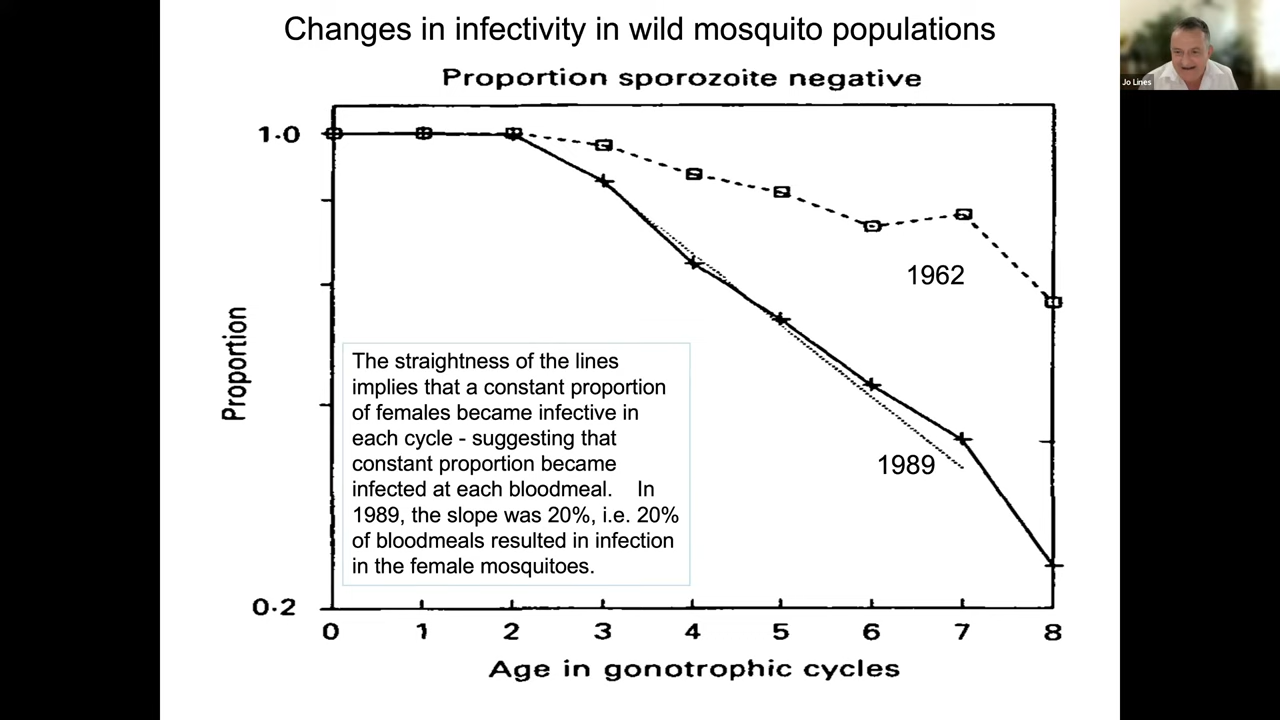 Changes in infectivity in wild mosquito populations
Jo Lines
Proportion sporozoite negative
1.0
Proportion
0.2
1962
1989
The straightness of the lines
implies that a constant proportion
of females became infective in
each cycle - suggesting that
constant proportion became
infected at each bloodmeal. In
1989, the slope was 20%, i.e. 20%
of bloodmeals resulted in infection
in the female mosquitoes.
0 1 2 3 4 5 6 7 8
Age in gonotrophic cycles